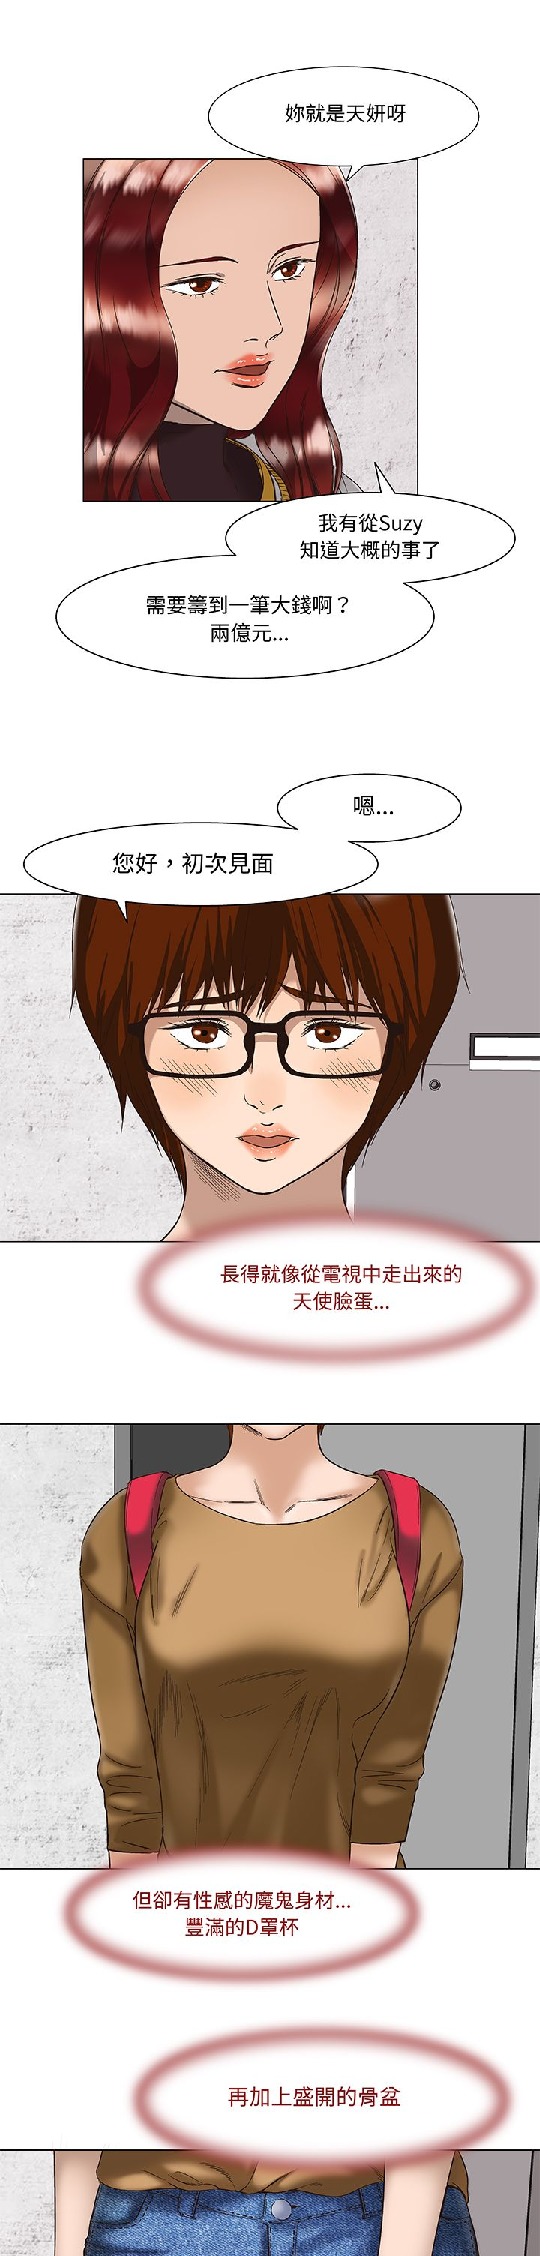 妳就是天妍呀
我有從Suzy
知道大概的事了
需要籌到一筆大錢啊？
兩億元...
嗯...
您好，初次見面
長得就像從電視中走出來的
天使臉蛋...
但卻有性感的魔鬼身材...
豐滿的D罩杯
再加上盛開的骨盆